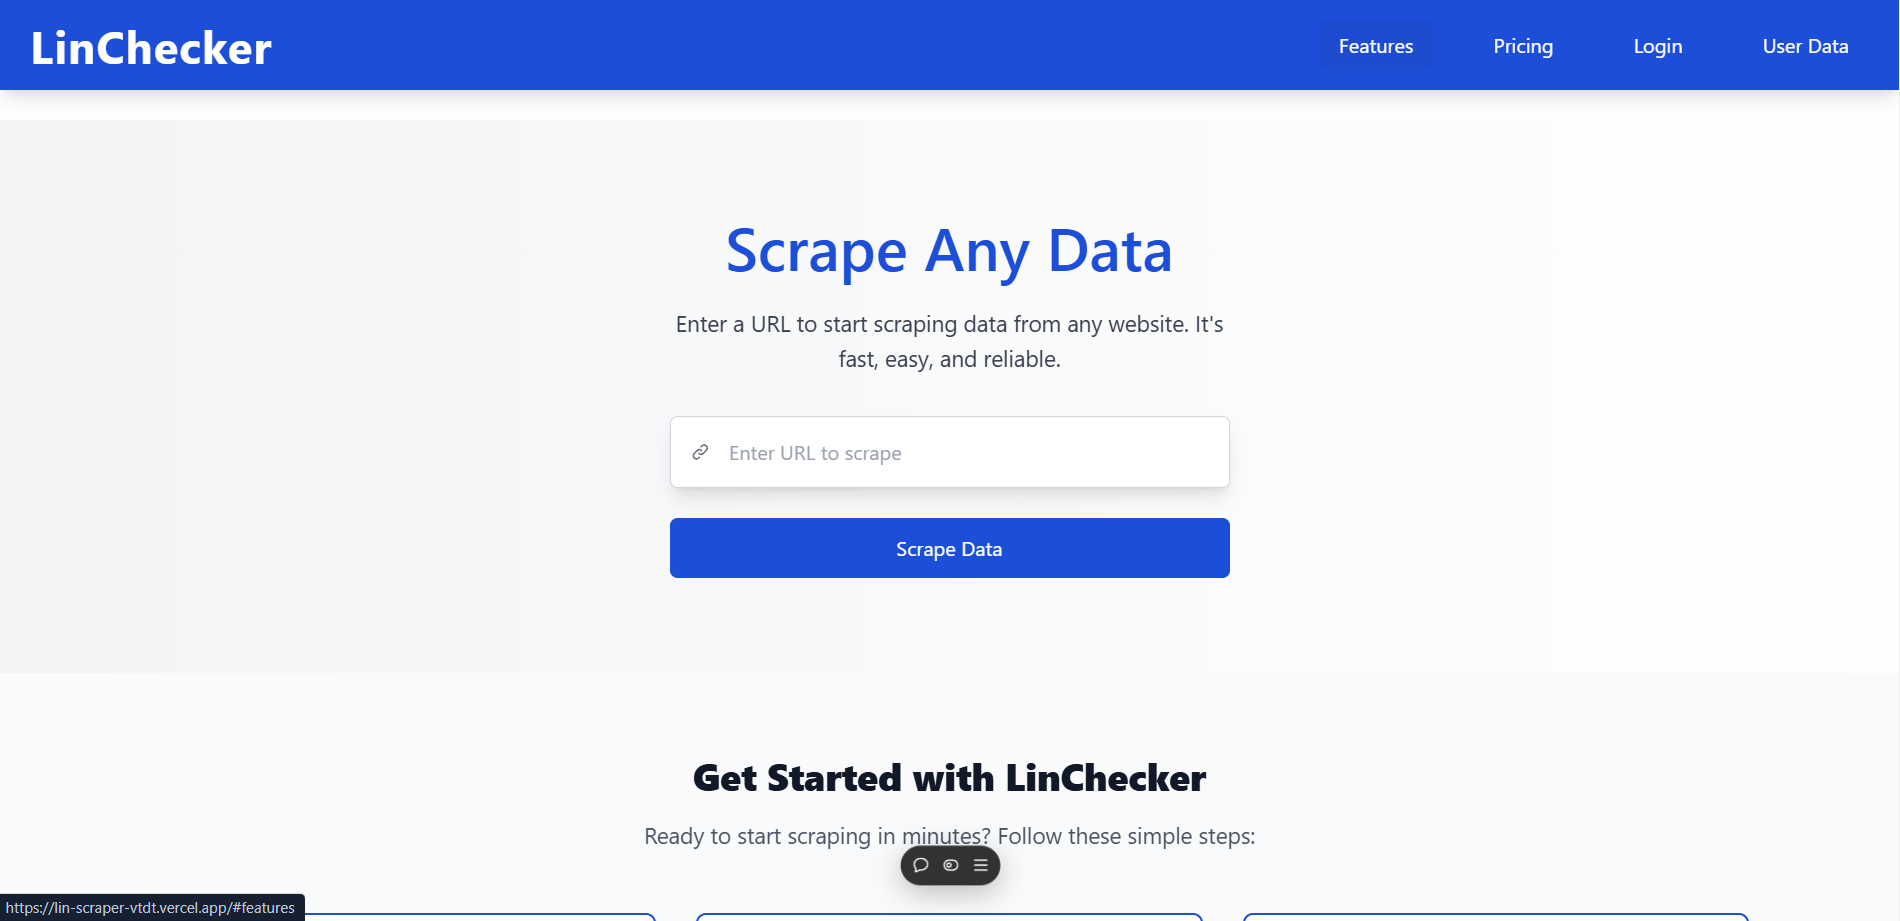 LinChecker
Features
Pricing
Login
User Data
Scrape Any Data
Enter a URL to start scraping data from any website. It's
fast, easy, and reliable.
Enter URL to scrape
Scrape Data
Get Started with LinChecker
Ready to start scraping in minutes? Follow these simple steps:
https://lin-scraper-vtdt.vercel.app/#features